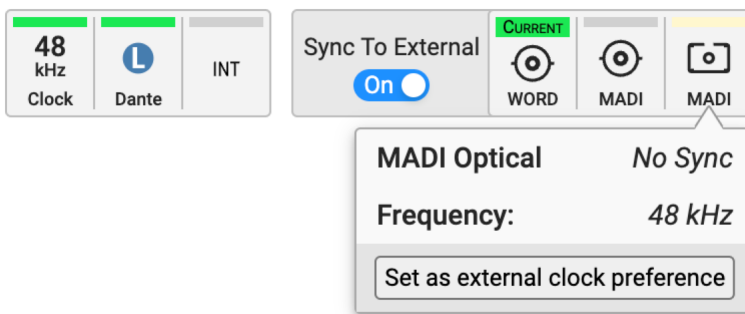 48
kHz
Clock
L
Dante
INT
Sync To External
On
CURRENT
WORD
MADI
MADI
MADI Optical No Sync
Frequency: 48 kHz
Set as external clock preference